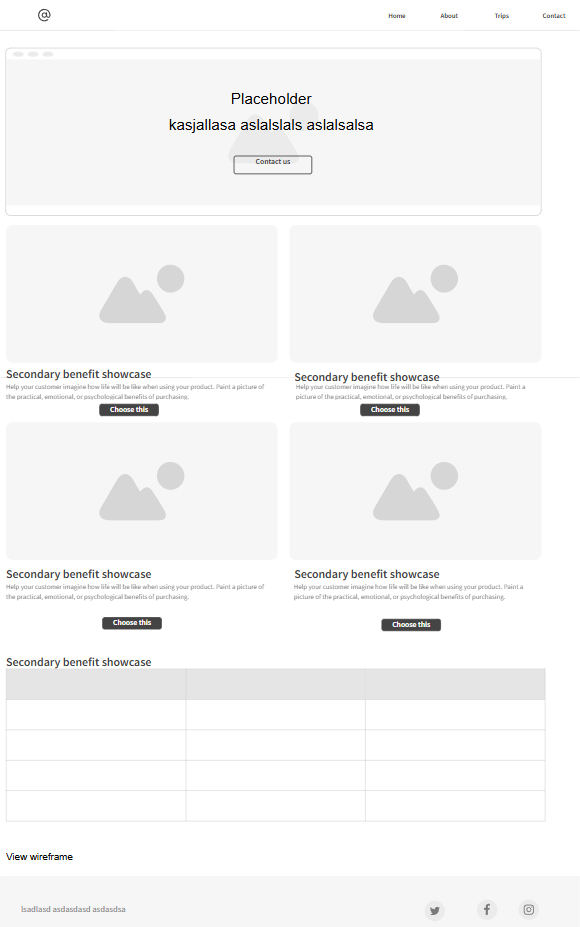 @
Home About Trips Contact
Placeholder
kasjallasa aslalslals aslalsalsa
Contact us
Secondary benefit showcase
Help your customer imagine how life will be like when using your product. Paint a picture of
the practical, emotional, or psychological benefits of purchasing.
Choose this
Secondary benefit showcase
Help your customer imagine how life will be like when using your product. Paint a
picture of the practical, emotional, or psychological benefits of purchasing.
Choose this
Secondary benefit showcase
Help your customer imagine how life will be like when using your product. Paint a picture of
the practical, emotional, or psychological benefits of purchasing.
Choose this
Secondary benefit showcase
Help your customer imagine how life will be like when using your product. Paint a
picture of the practical, emotional, or psychological benefits of purchasing.
Choose this
Secondary benefit showcase
View wireframe
lsadlasd asdasdasd asdasdsa